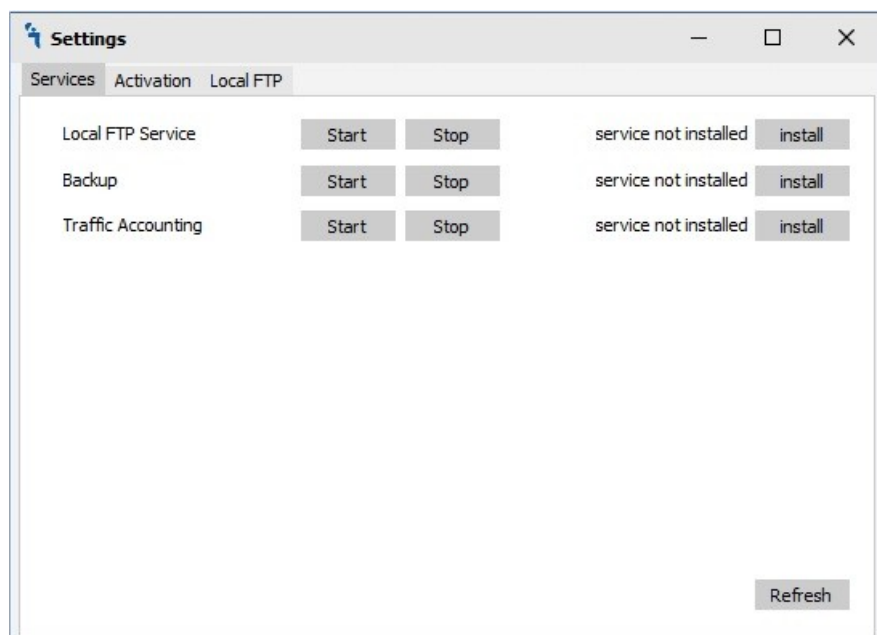 Settings
Services Activation Local FTP
Local FTP Service Start Stop service not installed install
Backup Start Stop service not installed install
Traffic Accounting Start Stop service not installed install
Refresh